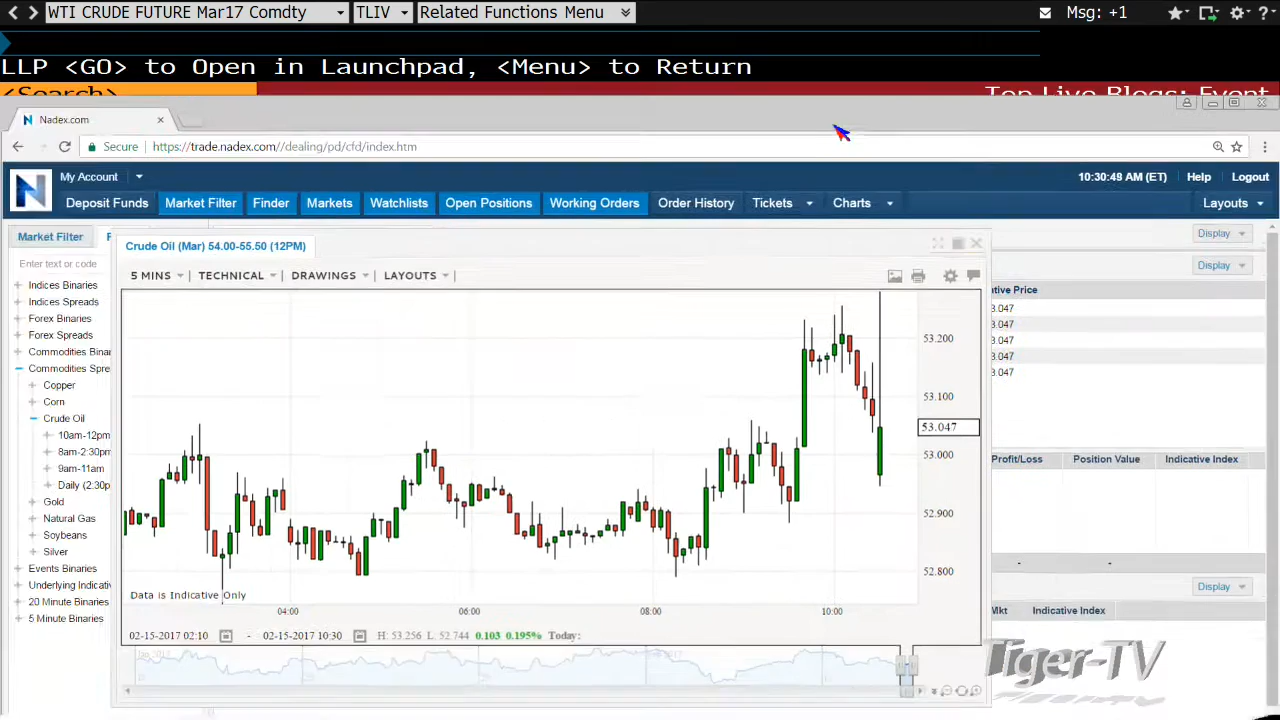 WTI CRUDE FUTURE Mar17 Comdty TLIV Related Functions Menu Msg: +1
LLP <GO> to Open in Launchpad, <Menu> to Return
<Search> Top Live Blogs: Event
Nadex.com
Secure https://trade.nadex.com//dealing/pd/cfd/index.htm
My Account 10:30:49 AM (ET) Help Logout
Deposit Funds Market Filter Finder Markets Watchlists Open Positions Working Orders Order History Tickets Charts Layouts
Market Filter F Display
Crude Oil (Mar) 54.00-55.50 (12PM)
Enter text or code Display
5 MINS TECHNICAL DRAWINGS LAYOUTS
Indices Binaries
Indices Spreads
Forex Binaries
Forex Spreads
Commodities Binar
Commodities Spre
Copper
Corn
Crude Oil
10am-12pm
8am-2:30pm
9am-11am
Daily (2:30p
Gold
Natural Gas
Soybeans
Silver
Events Binaries
Underlying Indicativ
20 Minute Binaries
5 Minute Binaries
53.200
53.100
53.047
53.000
52.900
52.800
Data is Indicative Only
04:00 06:00 08:00 10:00
02-15-2017 02:10 - 02-15-2017 10:30 H: 53.256 L: 52.744 0.103 0.195% Today:
ative Price
3.047
3.047
3.047
3.047
3.047
Profit/Loss Position Value Indicative Index
- -
Display
Mkt Indicative Index
Tiger-TV